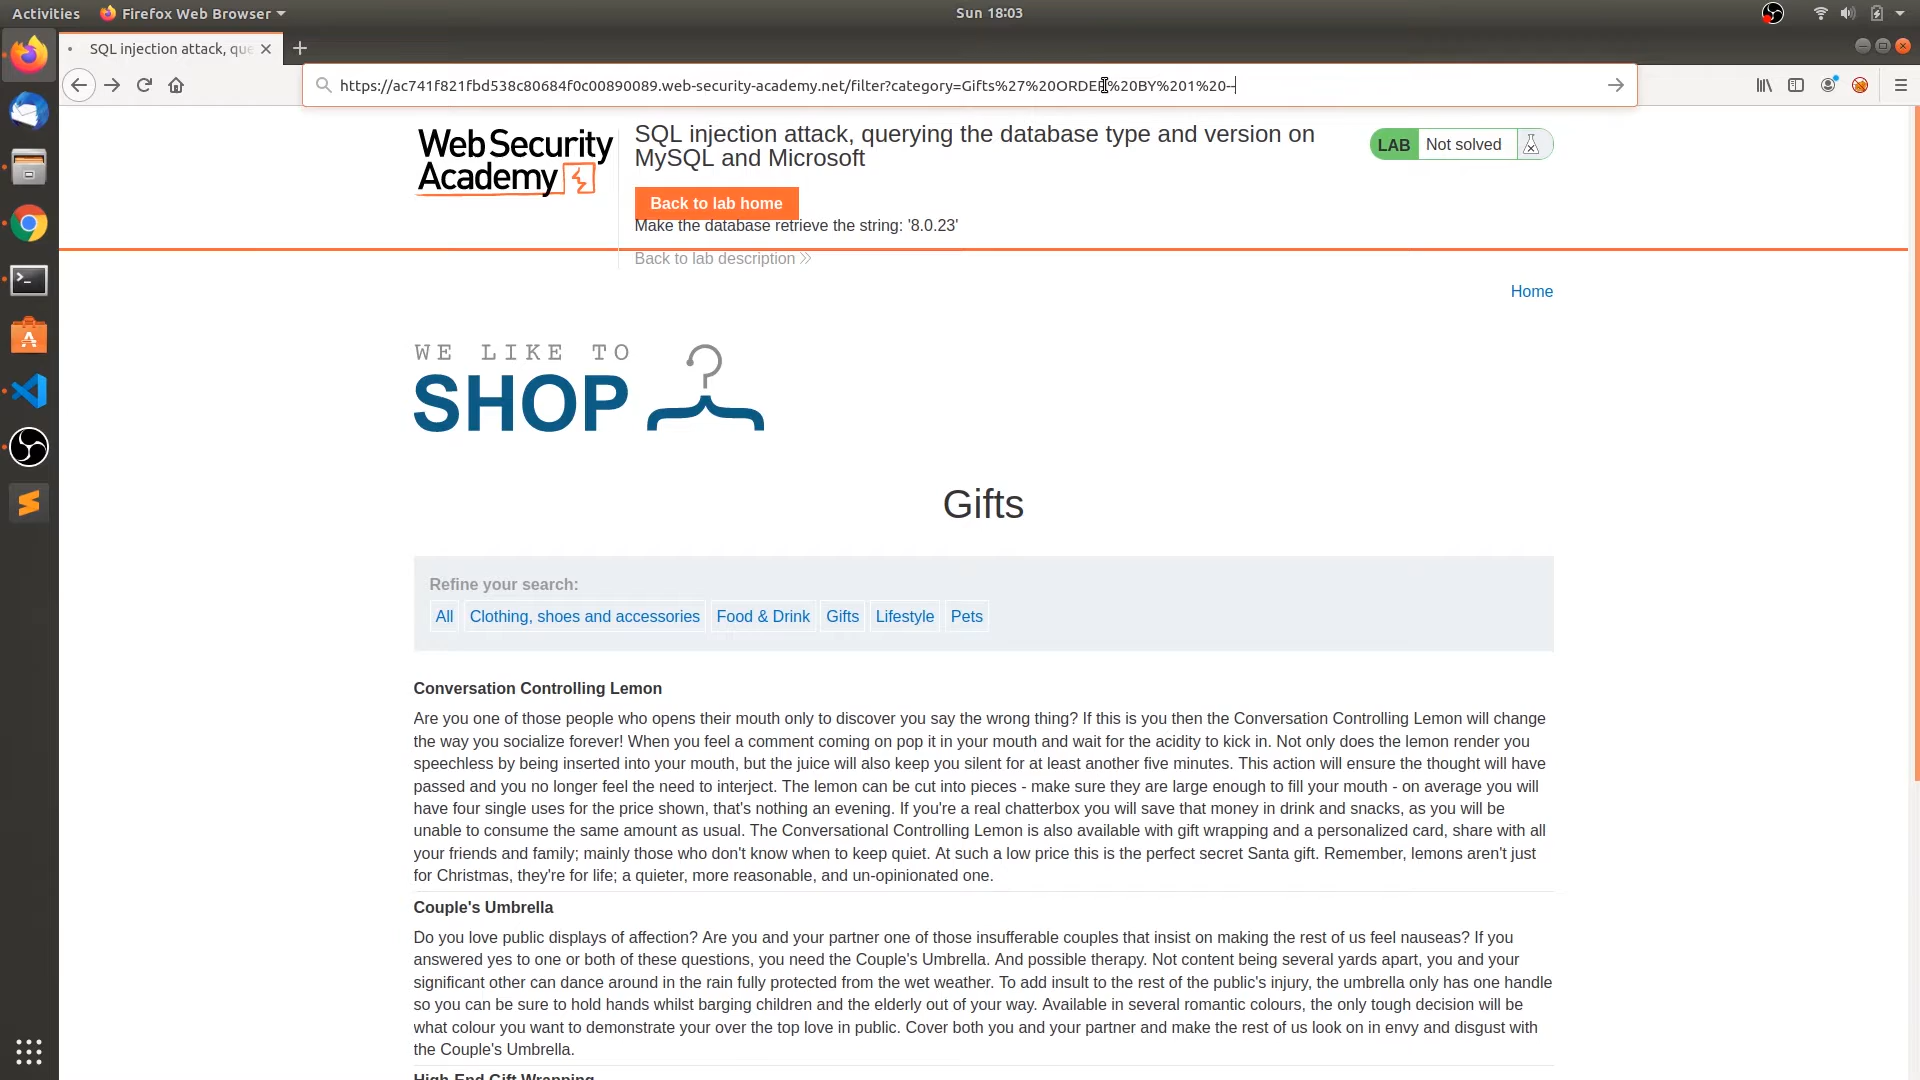 Activities
Firefox Web Browser
Sun 18:03
SQL injection attack, que
https://ac741f821fbd538c80684f0c00890089.web-security-academy.net/filter?category=Gifts%27%20ORDER%20BY%201%20--
Web Security
Academy
SQL injection attack, querying the database type and version on
MySQL and Microsoft
LAB
Not solved
Back to lab home
Make the database retrieve the string: '8.0.23'
Back to lab description
Home
WE LIKE TO
SHOP
Gifts
Refine your search:
All
Clothing, shoes and accessories
Food & Drink
Gifts
Lifestyle
Pets
Conversation Controlling Lemon
Are you one of those people who opens their mouth only to discover you say the wrong thing? If this is you then the Conversation Controlling Lemon will change
the way you socialize forever! When you feel a comment coming on pop it in your mouth and wait for the acidity to kick in. Not only does the lemon render you
speechless by being inserted into your mouth, but the juice will also keep you silent for at least another five minutes. This action will ensure the thought will have
passed and you no longer feel the need to interject. The lemon can be cut into pieces - make sure they are large enough to fill your mouth - on average you will
have four single uses for the price shown, that's nothing an evening. If you're a real chatterbox you will save that money in drink and snacks, as you will be
unable to consume the same amount as usual. The Conversational Controlling Lemon is also available with gift wrapping and a personalized card, share with all
your friends and family; mainly those who don't know when to keep quiet. At such a low price this is the perfect secret Santa gift. Remember, lemons aren't just
for Christmas, they're for life; a quieter, more reasonable, and un-opinionated one.
Couple's Umbrella
Do you love public displays of affection? Are you and your partner one of those insufferable couples that insist on making the rest of us feel nauseas? If you
answered yes to one or both of these questions, you need the Couple's Umbrella. And possible therapy. Not content being several yards apart, you and your
significant other can dance around in the rain fully protected from the wet weather. To add insult to the rest of the public's injury, the umbrella only has one handle
so you can be sure to hold hands whilst barging children and the elderly out of your way. Available in several romantic colours, the only tough decision will be
what colour you want to demonstrate your over the top love in public. Cover both you and your partner and make the rest of us look on in envy and disgust with
the Couple's Umbrella.
High-End Gift Wrapping